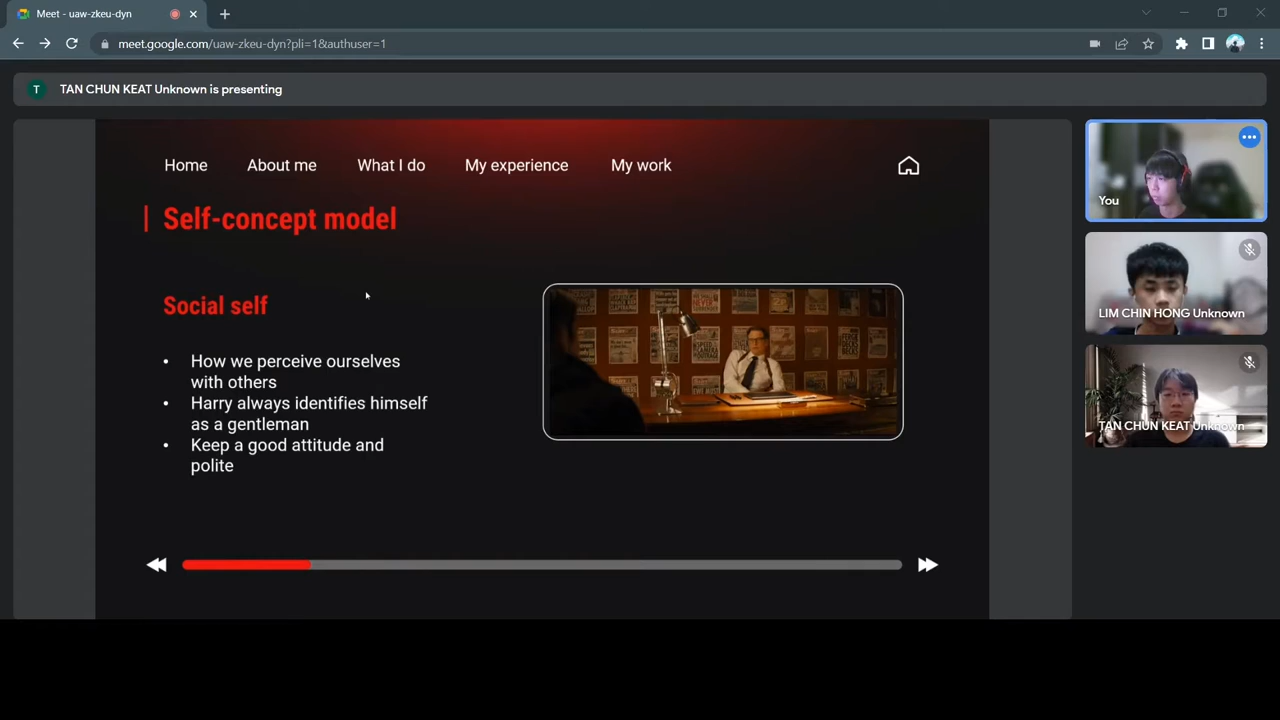 Meet - uaw-zkeu-dyn
meet.google.com/uaw-zkeu-dyn?pli=1&authuser=1
T
TAN CHUN KEAT Unknown is presenting
Home About me What I do My experience My work
Self-concept model
Social self
• How we perceive ourselves
with others
• Harry always identifies himself
as a gentleman
• Keep a good attitude and
polite
You
LIM CHIN HONG Unknown
TAN CHUN KEAT Unknown